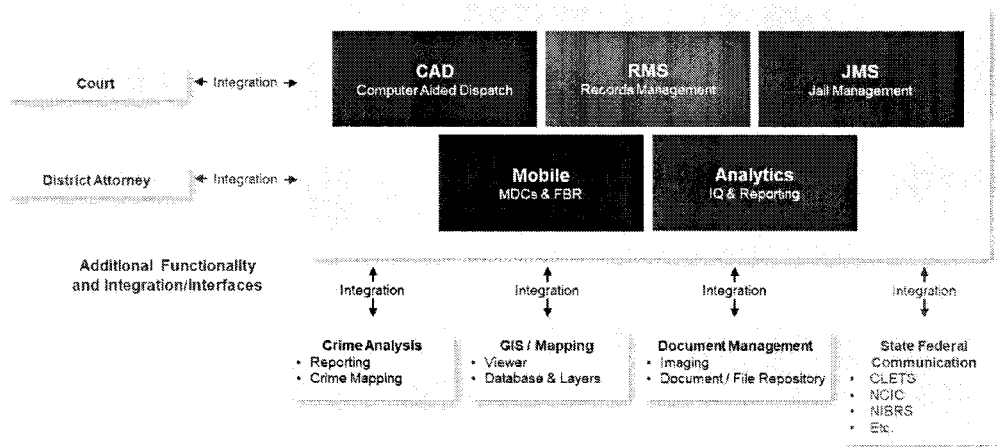 CAD
Computer Aided Dispatch
RMS
Records Management
JMS
Jail Management
Court
Integration
Mobile
MDCs & FBR
Analytics
IQ & Reporting
District Attorney
Integration
Additional Functionality
and Integration/Interfaces
Integration
Integration
Integration
Integration
Crime Analysis
• Reporting
• Crime Mapping
GIS / Mapping
• Viewer
• Database & Layers
Document Management
• Imaging
• Document / File Repository
State Federal
Communication
• CLETS
• NCIC
• NIBRS
• Etc.